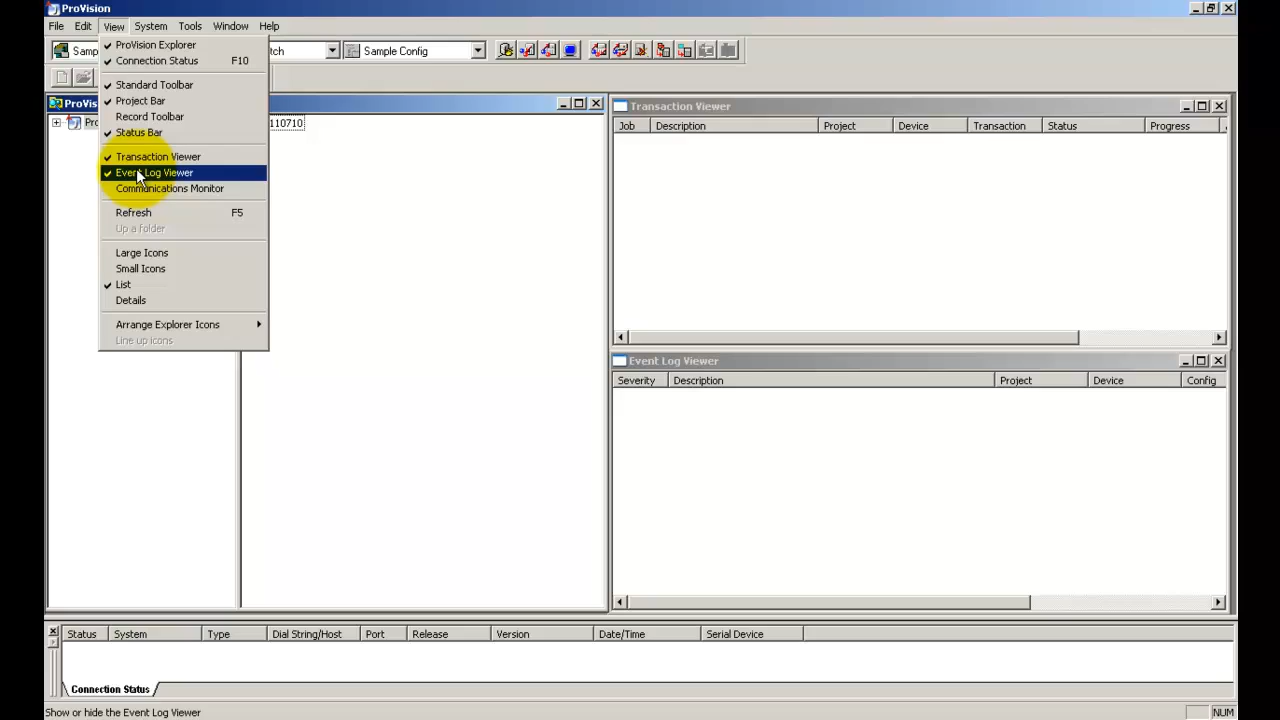 ProVision
File Edit View System Tools Window Help
Samp tch Sample Config
ProVision Explorer
Connection Status F10
Standard Toolbar
Project Bar
Record Toolbar
Status Bar
Transaction Viewer
Event Log Viewer
Communications Monitor
Refresh F5
Up a folder
Large Icons
Small Icons
List
Details
Arrange Explorer Icons
Line up icons
ProVis
Pro 110710
Transaction Viewer
Job Description Project Device Transaction Status Progress
Event Log Viewer
Severity Description Project Device Config
Status System Type Dial String/Host Port Release Version Date/Time Serial Device
Connection Status
Show or hide the Event Log Viewer NUM